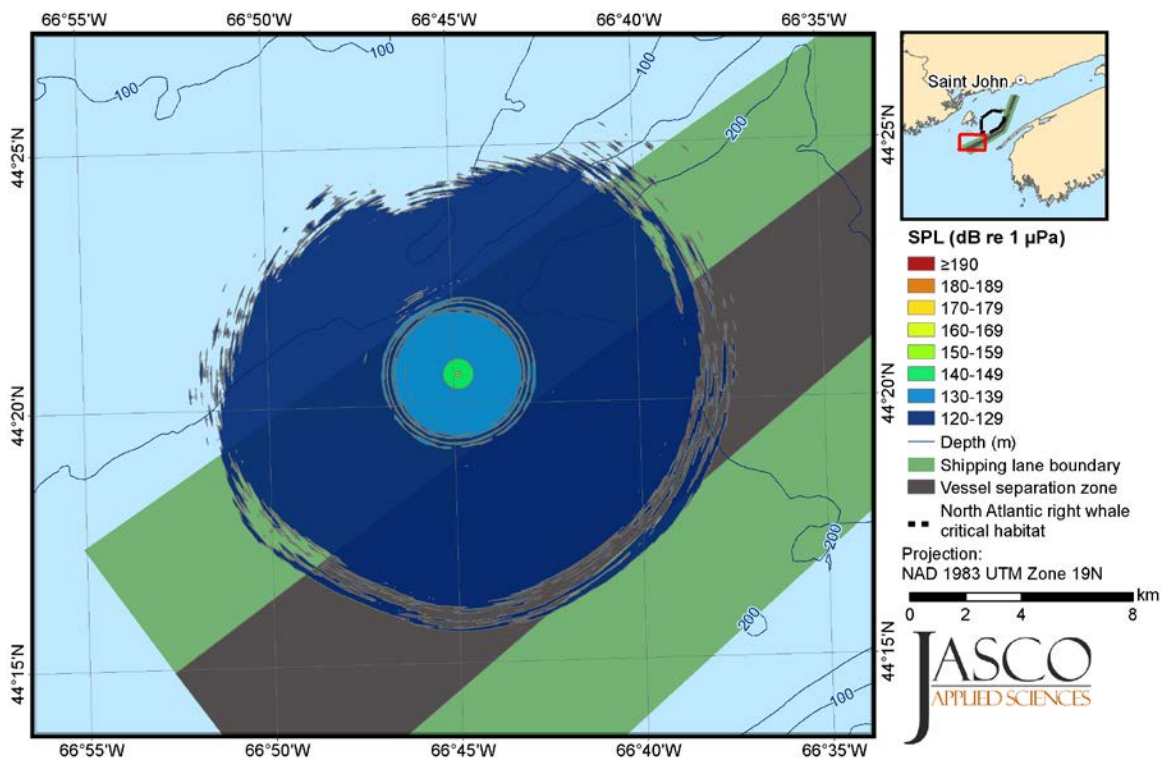 66°55'W 66°50'W 66°45'W 66°40'W 66°35'W
100
100
200
44°25'N
44°25'N
44°20'N
44°20'N
200
200
44°15'N
44°15'N
100
66°55'W 66°50'W 66°45'W 66°40'W 66°35'W
Saint John
SPL (dB re 1 µPa)
≥190
180-189
170-179
160-169
150-159
140-149
130-139
120-129
Depth (m)
Shipping lane boundary
Vessel separation zone
North Atlantic right whale
critical habitat
Projection:
NAD 1983 UTM Zone 19N
km
0 2 4 8
JASCO
APPLIED SCIENCES